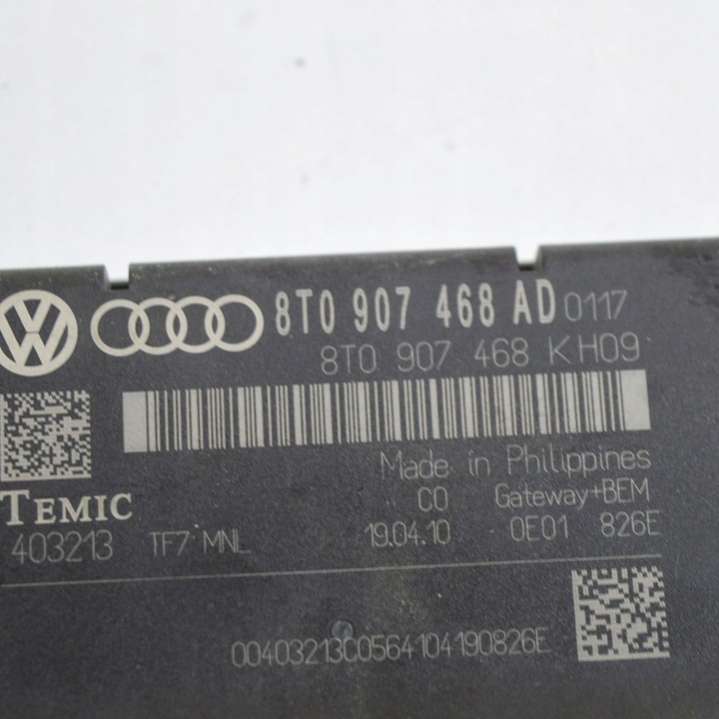 8T0 907 468 AD 0117
8T0 907 468 K H09
Made in Philippines
TEMIC C0 Gateway+BEM
403213 TF7 MNL 19.04.10 0E01 826E
00403213C0564104190826E